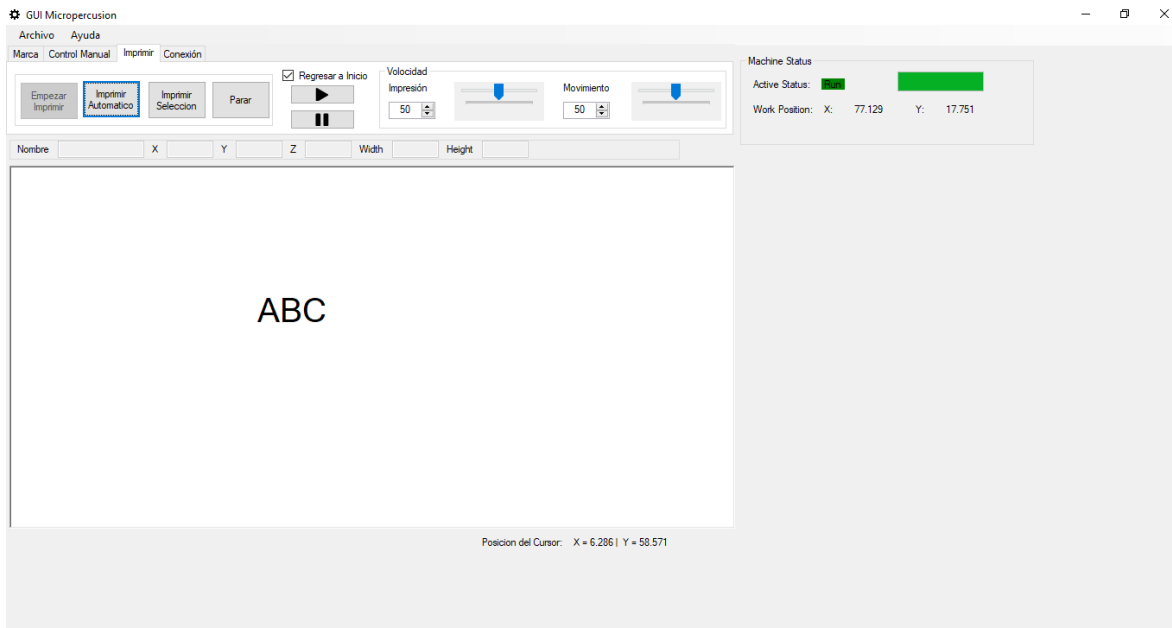 GUI Micropercusion
Archivo Ayuda
Marca Control Manual Imprimir Conexión
Empezar Imprimir
Imprimir Automatico
Imprimir Seleccion
Parar
Regresar a Inicio
Velocidad
Impresión
50
Movimiento
50
Machine Status
Active Status: Run
Work Position: X: 77.129 Y: 17.751
Nombre X Y Z Width Height
ABC
Posicion del Cursor: X = 6.286 | Y = 58.571